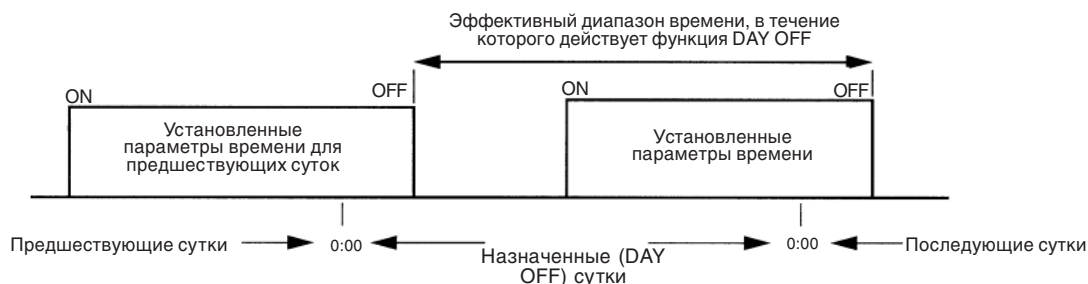 Эффективный диапазон времени, в течение
которого действует функция DAY OFF
ON
OFF
ON
OFF
Установленные
параметры времени для
предшествующих суток
Установленные
параметры времени
Предшествующие сутки
0:00
Назначенные (DAY
OFF) сутки
0:00
Последующие сутки